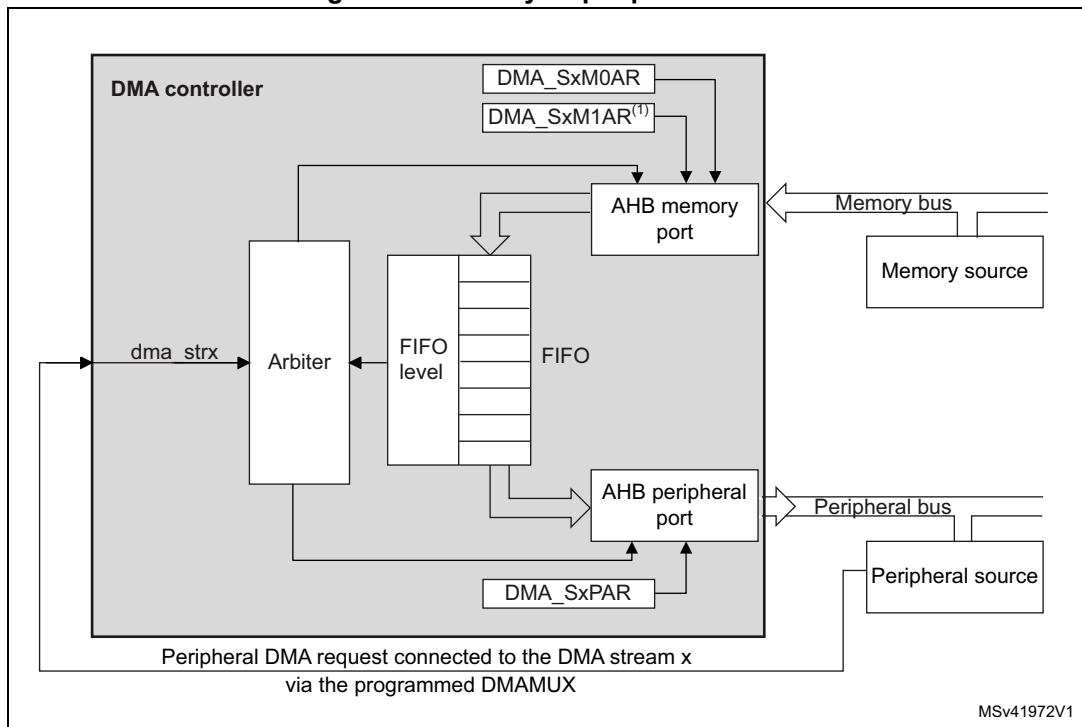 DMA controller
DMA_SxM0AR
DMA_SxM1AR(1)
AHB memory
port
Memory bus
Memory source
dma_strx
Arbiter
FIFO
level
FIFO
AHB peripheral
port
Peripheral bus
Peripheral source
DMA_SxPAR
Peripheral DMA request connected to the DMA stream x
via the programmed DMAMUX
MSv41972V1